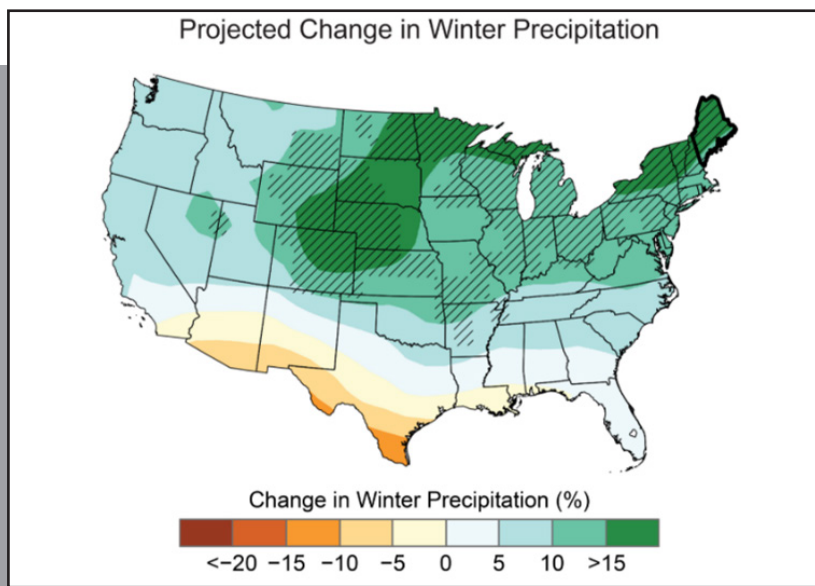 Projected Change in Winter Precipitation
Change in Winter Precipitation (%)
<−20 −15 −10 −5 0 5 10 >15